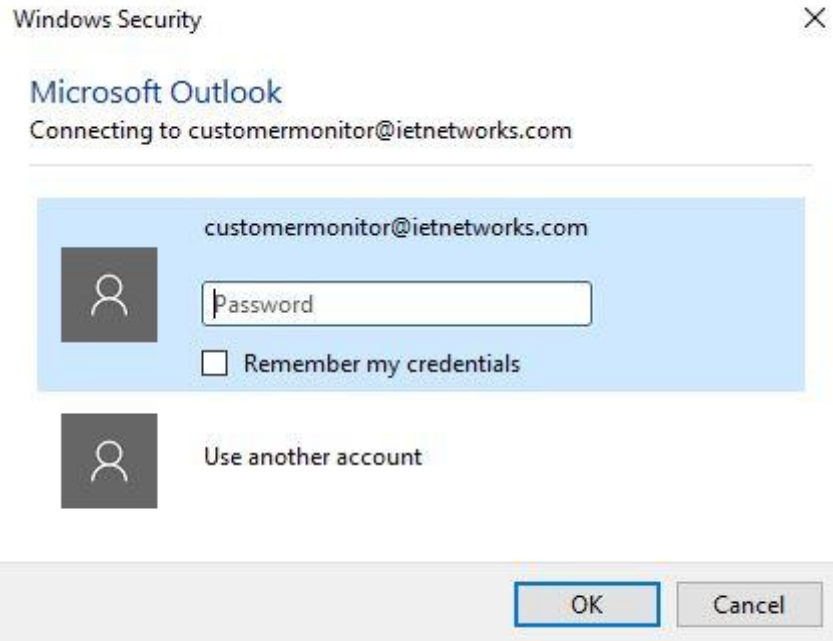 Windows Security
Microsoft Outlook
Connecting to customermonitor@ietnetworks.com
customermonitor@ietnetworks.com
Password
Remember my credentials
Use another account
OK
Cancel